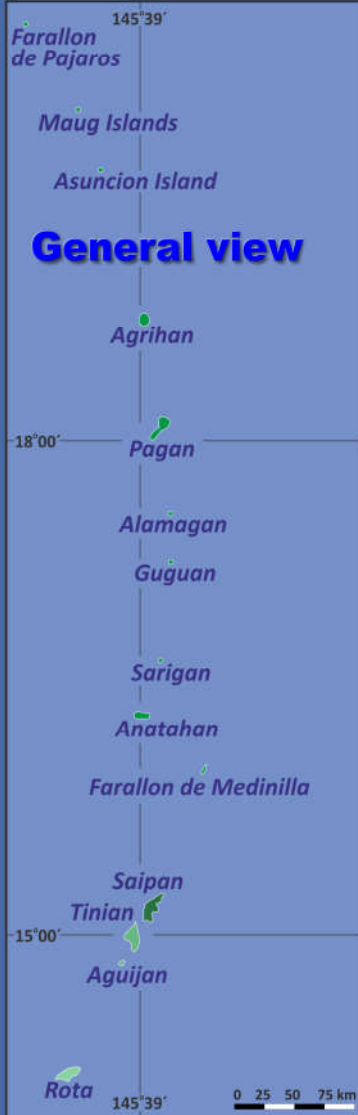 145°39´
Farallon
de Pajaros
Maug Islands
Asuncion Island
General view
Agrihan
18°00´
Pagan
Alamagan
Guguan
Sarigan
Anatahan
Farallon de Medinilla
Saipan
Tinian
15°00´
Aguijan
Rota
145°39´
0 25 50 75 km